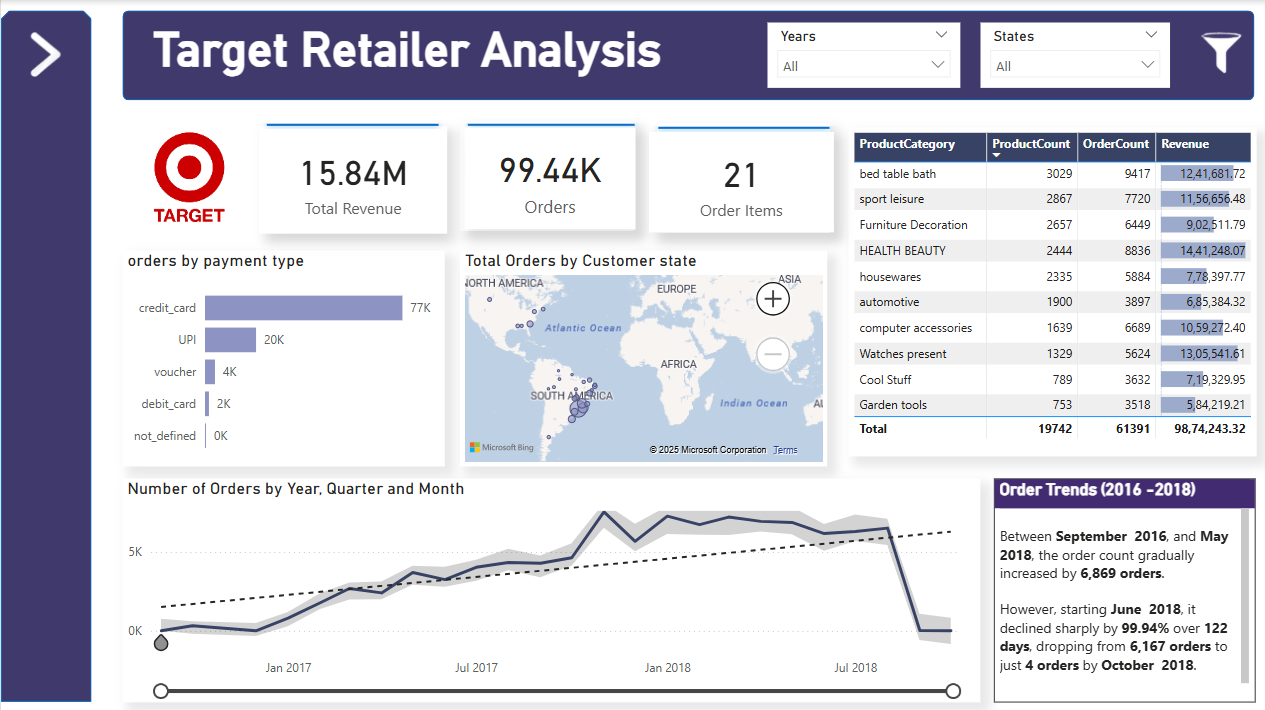 Target Retailer Analysis
Years
All
States
All
TARGET
15.84M
Total Revenue
99.44K
Orders
21
Order Items
ProductCategory ProductCount OrderCount Revenue
bed table bath 3029 9417 12,41,681.72
sport leisure 2867 7720 11,56,656.48
Furniture Decoration 2657 6449 9,02,511.79
HEALTH BEAUTY 2444 8836 14,41,248.07
housewares 2335 5884 7,78,397.77
automotive 1900 3897 6,85,384.32
computer accessories 1639 6689 10,59,272.40
Watches present 1329 5624 13,05,541.61
Cool Stuff 789 3632 7,19,329.95
Garden tools 753 3518 5,84,219.21
Total 19742 61391 98,74,243.32
orders by payment type
credit_card 77K
UPI 20K
voucher 4K
debit_card 2K
not_defined 0K
Total Orders by Customer state
NORTH AMERICA
EUROPE
ASIA
Atlantic Ocean
AFRICA
SOUTH AMERICA
Indian Ocean
AU
Microsoft Bing
© 2025 Microsoft Corporation Terms
Number of Orders by Year, Quarter and Month
5K
0K
Jan 2017 Jul 2017 Jan 2018 Jul 2018
Order Trends (2016 -2018)
Between September 2016, and May
2018, the order count gradually
increased by 6,869 orders.
However, starting June 2018, it
declined sharply by 99.94% over 122
days, dropping from 6,167 orders to
just 4 orders by October 2018.